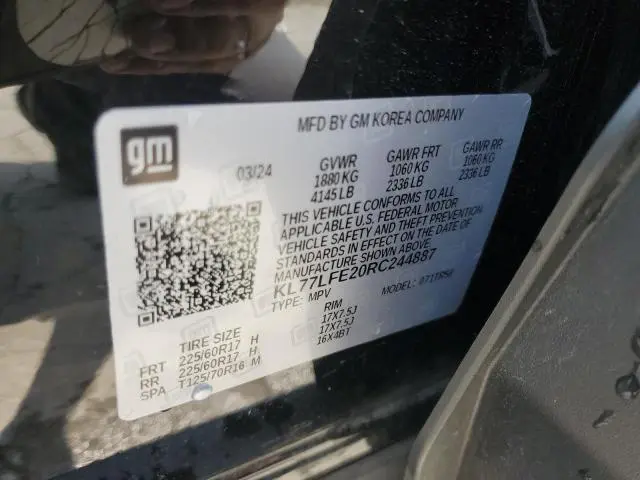 MFD BY GM KOREA COMPANY
gm
03/24 GVWR GAWR FRT GAWR RR
1880 KG 1060 KG 1060 KG
4145 LB 2336 LB 2336 LB
THIS VEHICLE CONFORMS TO ALL
APPLICABLE U.S. FEDERAL MOTOR
VEHICLE SAFETY AND THEFT PREVENTION
STANDARDS IN EFFECT ON THE DATE OF
MANUFACTURE SHOWN ABOVE.
KL77LFE20RC244887
TYPE: MPV MODEL:
TIRE SIZE RIM
FRT 225/60R17 H 17X7.5J
RR 225/60R17 H 17X7.5J
SPA T125/70R16 M 16X4BT